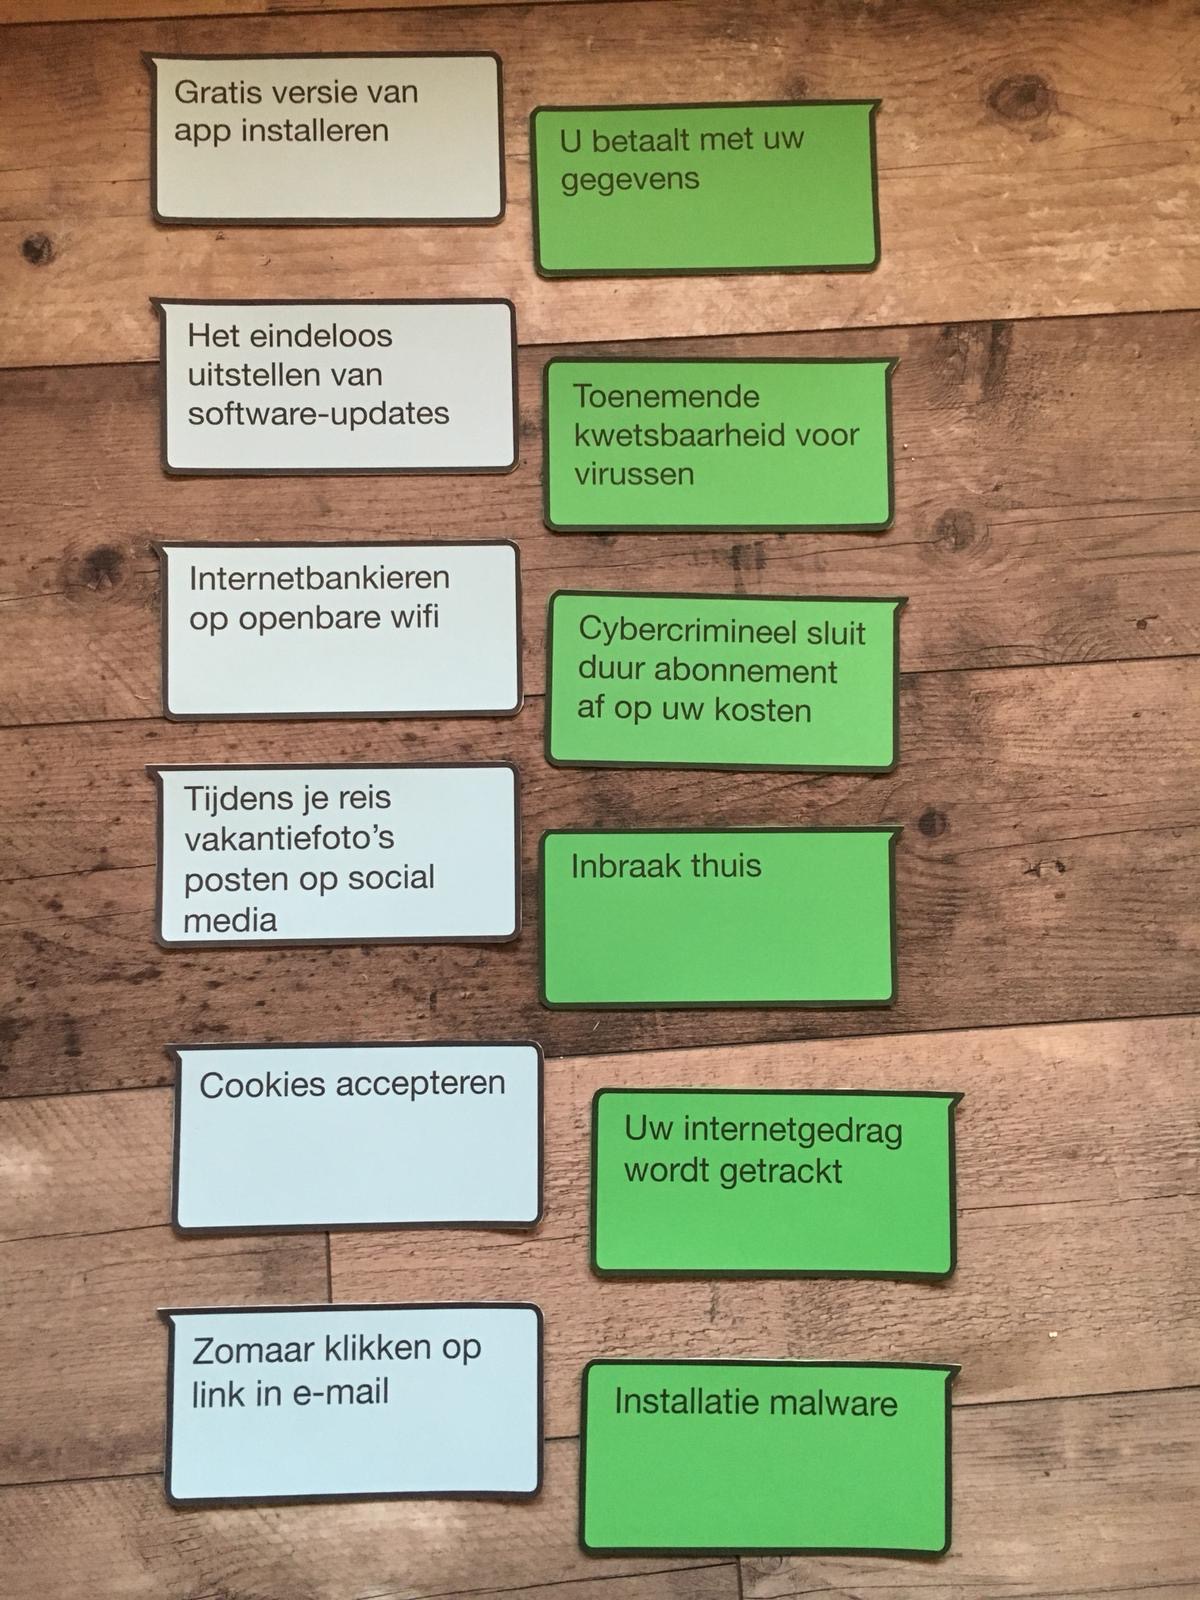 Gratis versie van
app installeren
U betaalt met uw
gegevens
Het eindeloos
uitstellen van
software-updates
Toenemende
kwetsbaarheid voor
virussen
Internetbankieren
op openbare wifi
Cybercrimineel sluit
duur abonnement
af op uw kosten
Tijdens je reis
vakantiefoto's
posten op social
media
Inbraak thuis
Cookies accepteren
Uw internetgedrag
wordt getrackt
Zomaar klikken op
link in e-mail
Installatie malware